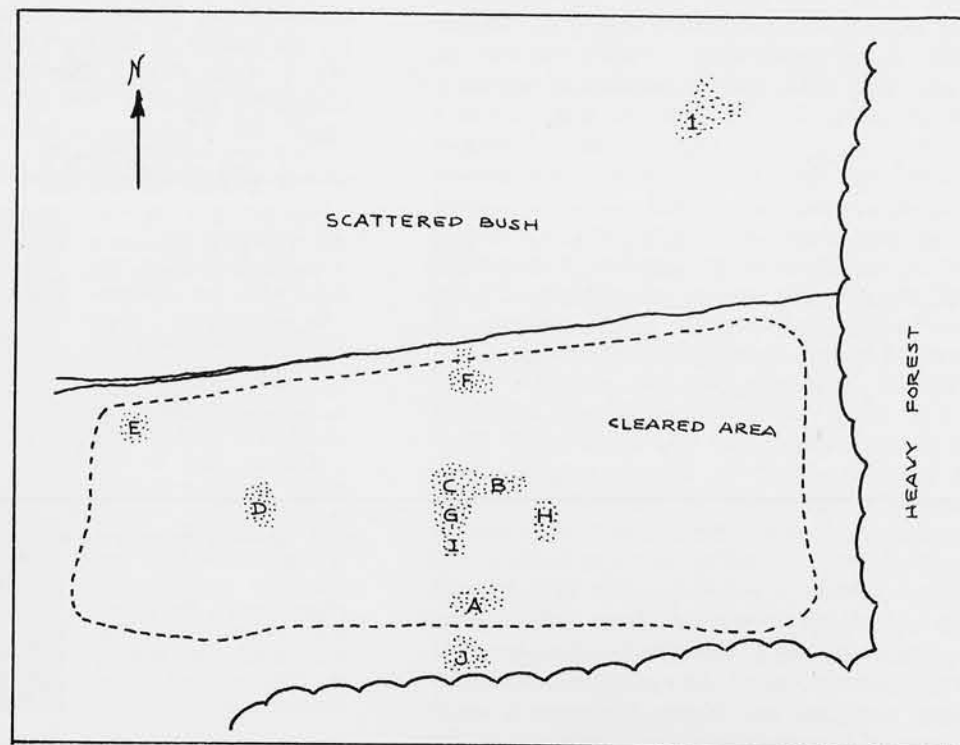 N
1
SCATTERED BUSH
F
E
CLEARED AREA
HEAVY FOREST
C B
D
G H
I
A
J